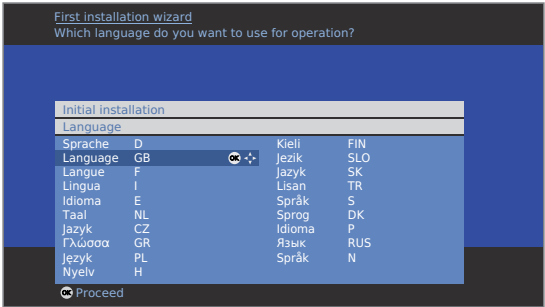 First installation wizard
Which language do you want to use for operation?
Initial installation
Language
Sprache D
Language GB OK
Langue F
Lingua I
Idioma E
Taal NL
Jazyk CZ
Γλώσσα GR
Język PL
Nyelv H
Kieli FIN
Jezik SLO
Jazyk SK
Lisan TR
Språk S
Sprog DK
Idioma P
Язык RUS
Språk N
OK Proceed